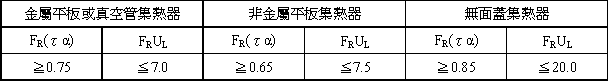 金屬平板或真空管集熱器 非金屬平板集熱器 無面蓋集熱器
FR(τα) FRUL FR(τα) FRUL FR(τα) FRUL
≧0.75 ≦7.0 ≧0.65 ≦7.5 ≧0.85 ≦20.0